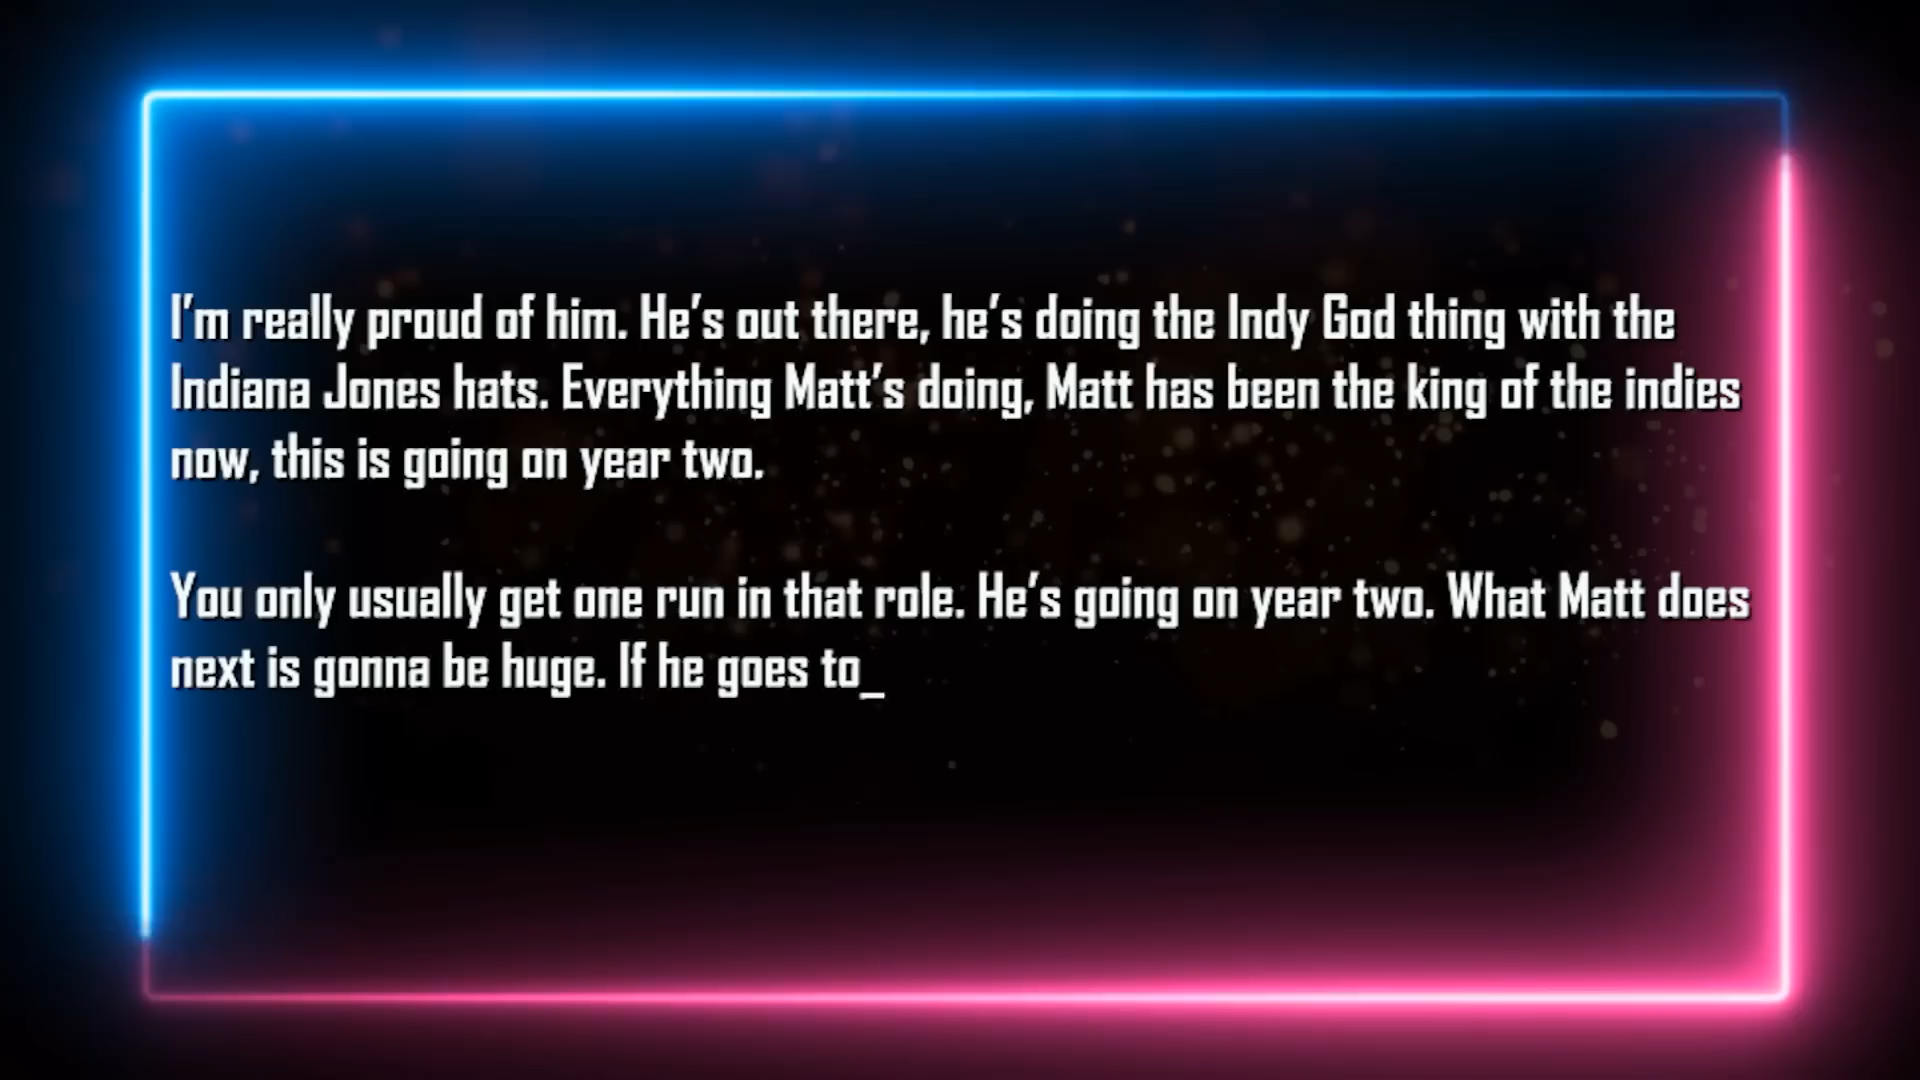 I'm really proud of him. He's out there, he's doing the Indy God thing with the
Indiana Jones hats. Everything Matt's doing, Matt has been the king of the indies
now, this is going on year two.
You only usually get one run in that role. He's going on year two. What Matt does
next is gonna be huge. If he goes to_